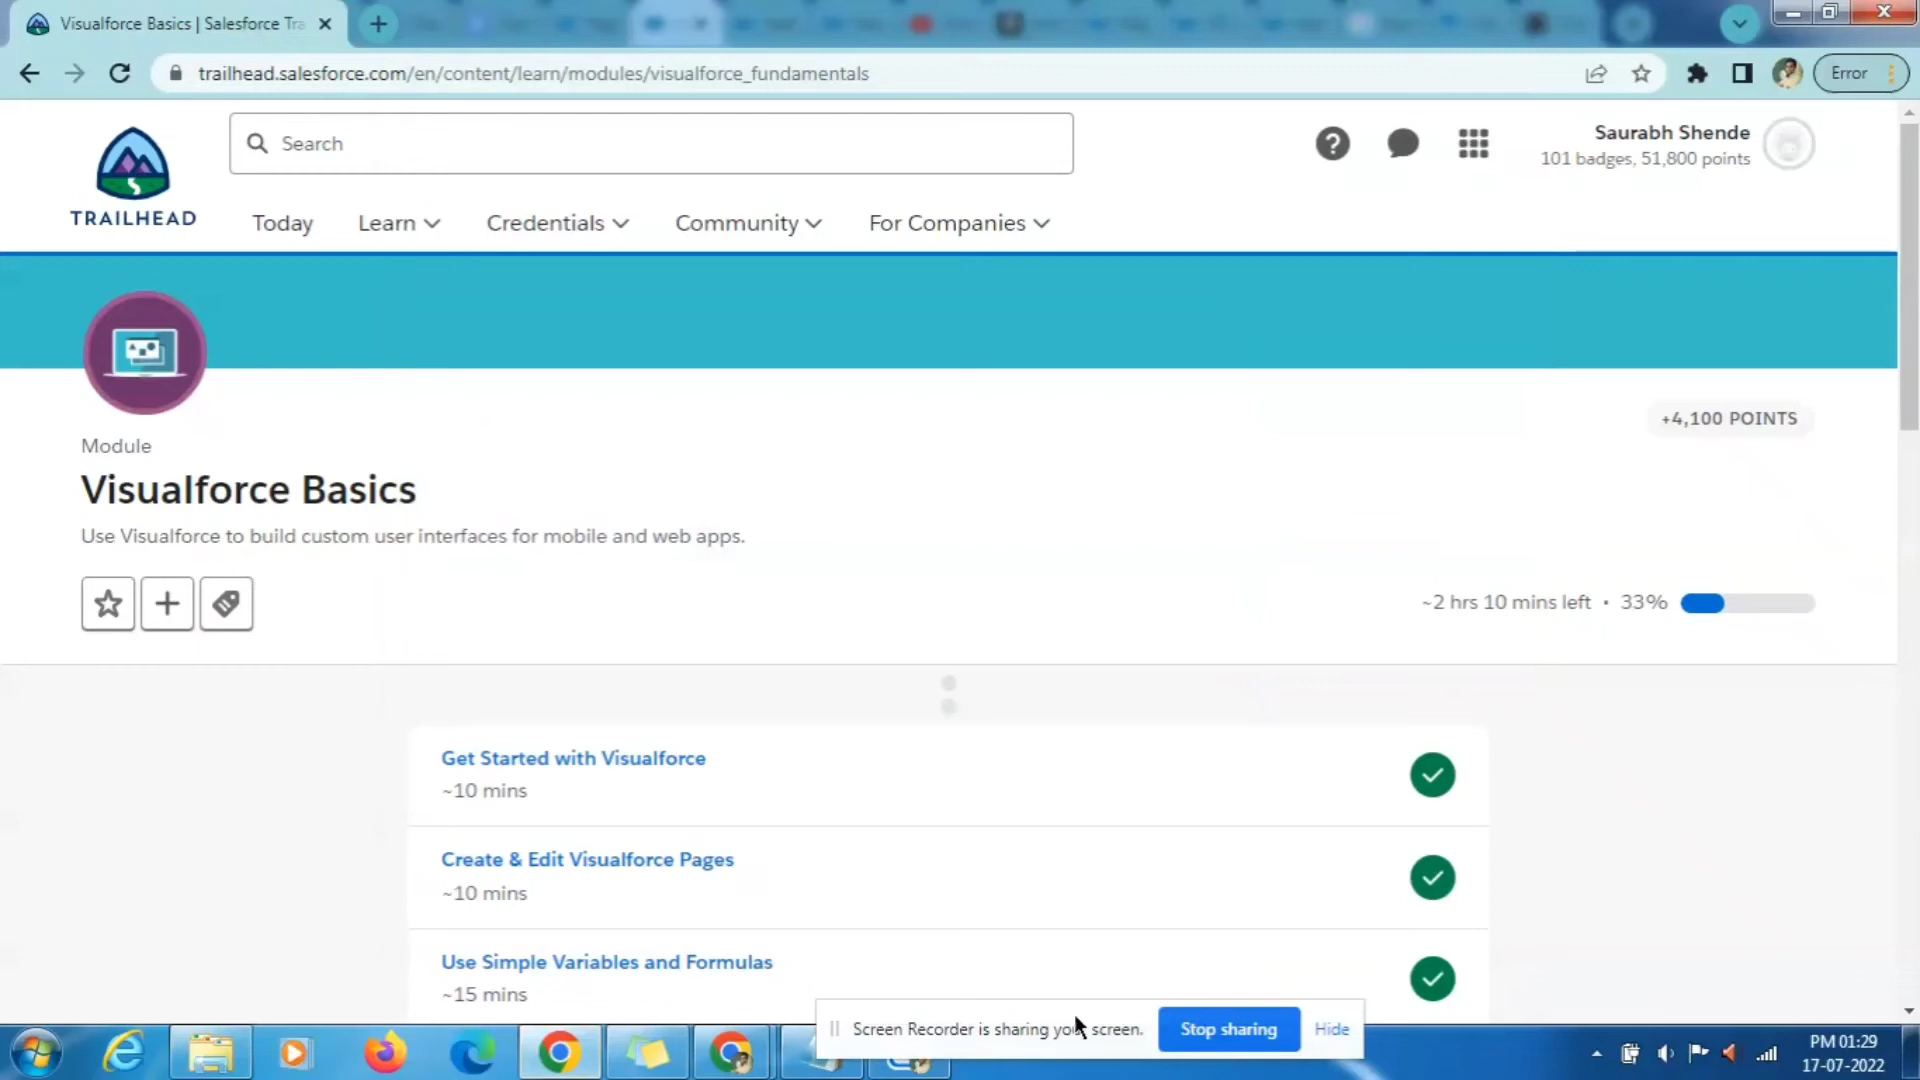 Visualforce Basics | Salesforce Tra
trailhead.salesforce.com/en/content/learn/modules/visualforce_fundamentals
Error
TRAILHEAD
Search
Saurabh Shende
101 badges, 51,800 points
Today
Learn
Credentials
Community
For Companies
+4,100 POINTS
Module
Visualforce Basics
Use Visualforce to build custom user interfaces for mobile and web apps.
~2 hrs 10 mins left • 33%
Get Started with Visualforce
~10 mins
Create & Edit Visualforce Pages
~10 mins
Use Simple Variables and Formulas
~15 mins
Screen Recorder is sharing your screen.
Stop sharing
Hide
PM 01:29
17-07-2022